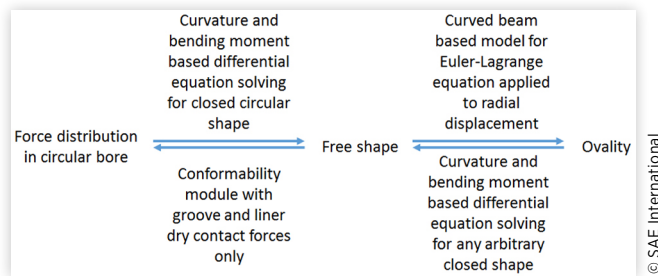 Curvature and
bending moment
based differential
equation solving
for closed circular
shape
Curved beam
based model for
Euler-Lagrange
equation applied
to radial
displacement
Force distribution
in circular bore
Free shape
Ovality
Conformability
module with
groove and liner
dry contact forces
only
Curvature and
bending moment
based differential
equation solving
for any arbitrary
closed shape
© SAE International